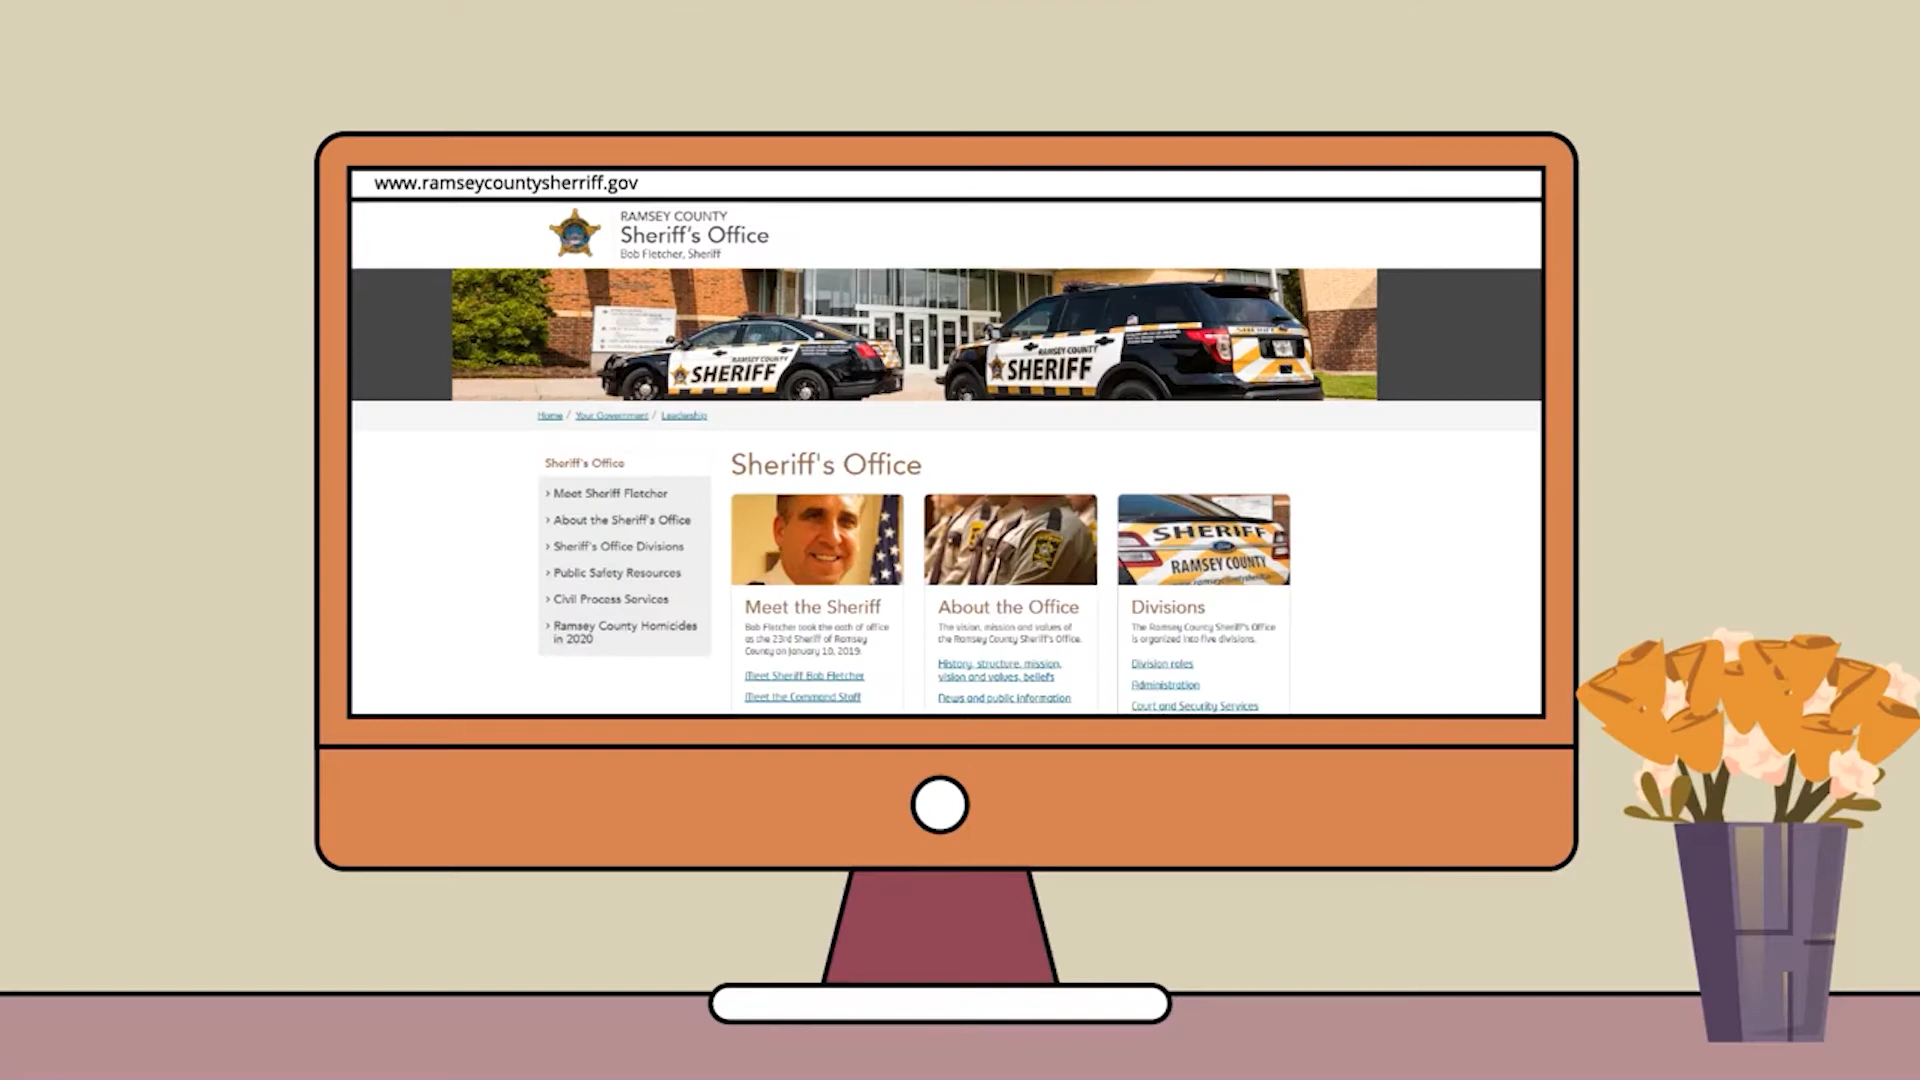 www.ramseycountysherriff.gov
RAMSEY COUNTY
Sheriff's Office
Bob Fletcher, Sheriff
RAMSEY COUNTY
SHERIFF
RAMSEY COUNTY
SHERIFF
SHERIFF
Home / Your Government / Leadership
Sheriff's Office
› Meet Sheriff Fletcher
› About the Sheriff's Office
› Sheriff's Office Divisions
› Public Safety Resources
› Civil Process Services
› Ramsey County Homicides
in 2020
Sheriff's Office
SHERIFF
RAMSEY COUNTY
Meet the Sheriff
Bob Fletcher took the oath of office
as the 23rd Sheriff of Ramsey
County on January 10, 2019.
Meet Sheriff Bob Fletcher
Meet the Command Staff
About the Office
The vision, mission and values of
the Ramsey County Sheriff's Office.
History, structure, mission,
vision and values, beliefs
News and public information
Divisions
The Ramsey County Sheriff's Office
is organized into five divisions.
Division roles
Administration
Court and Security Services